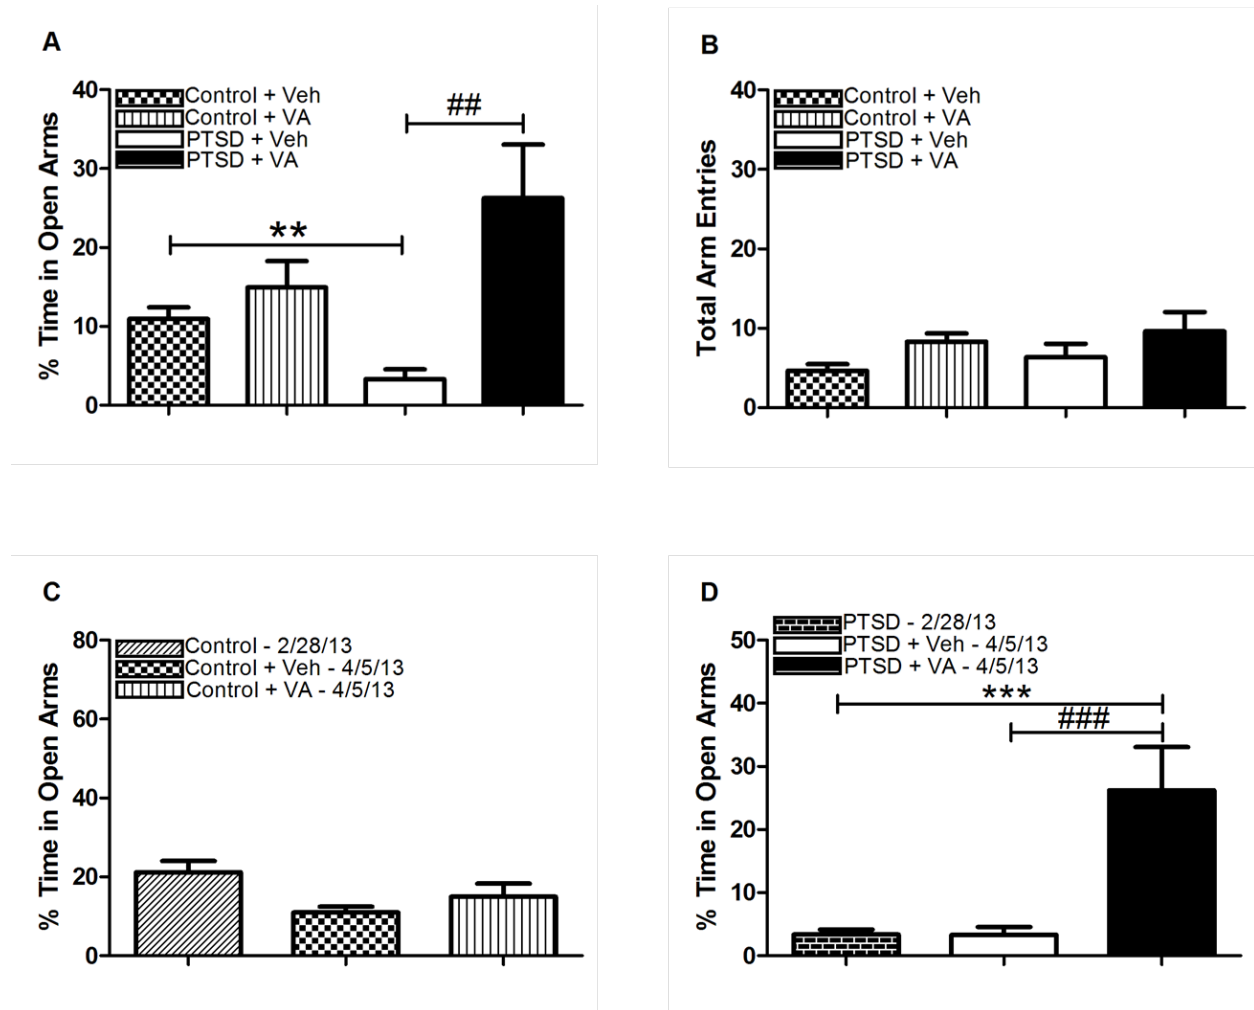 A
% Time in Open Arms
40
30
20
10
0
Control + Veh
Control + VA
PTSD + Veh
PTSD + VA
##
**
B
Total Arm Entries
40
30
20
10
0
Control + Veh
Control + VA
PTSD + Veh
PTSD + VA
C
% Time in Open Arms
80
60
40
20
0
Control - 2/28/13
Control + Veh - 4/5/13
Control + VA - 4/5/13
D
% Time in Open Arms
50
40
30
20
10
0
PTSD - 2/28/13
PTSD + Veh - 4/5/13
PTSD + VA - 4/5/13
***
###